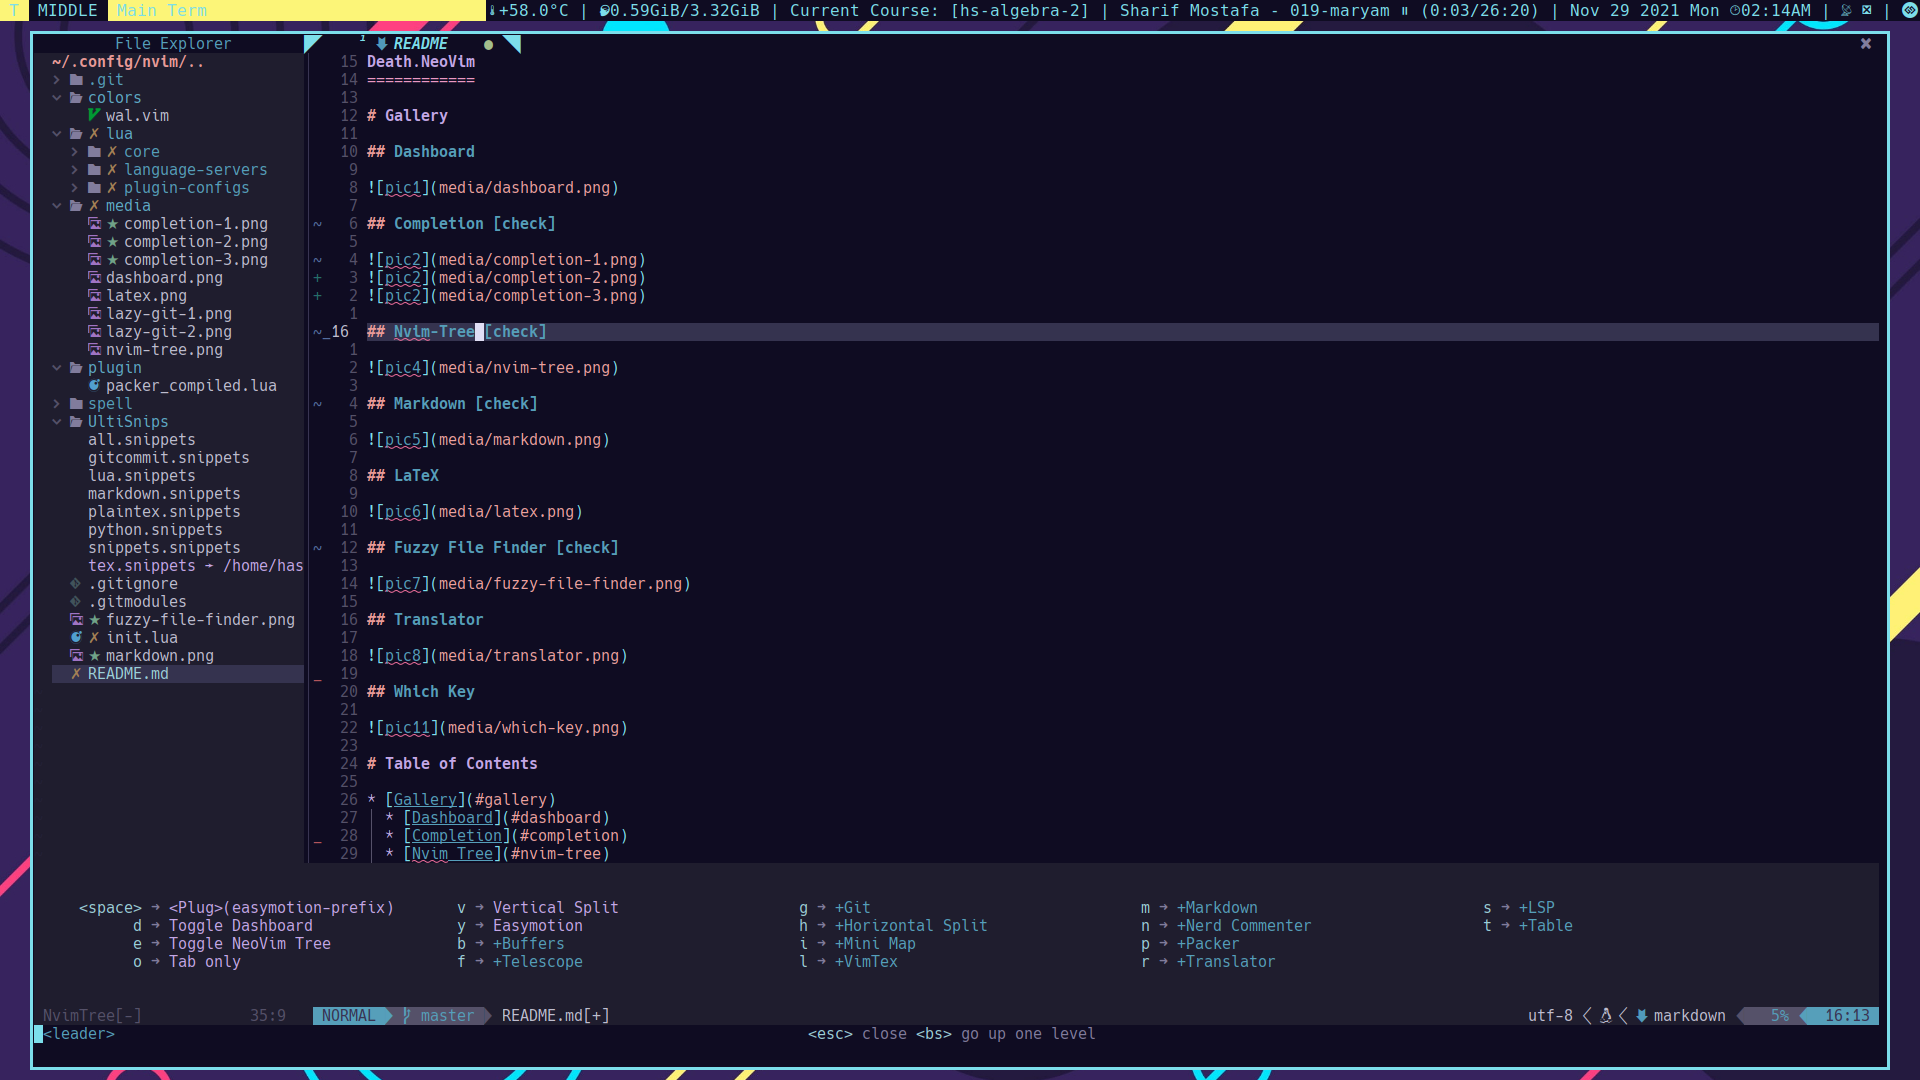 T MIDDLE Main Term +58.0°C | 0.59GiB/3.32GiB | Current Course: [hs-algebra-2] | Sharif Mostafa - 019-maryam (0:03/26:20) | Nov 29 2021 Mon 02:14AM | |
File Explorer
~/.config/nvim/..
.git
colors
wal.vim
lua
✗ core
✗ language-servers
✗ plugin-configs
✗ media
★ completion-1.png
★ completion-2.png
★ completion-3.png
dashboard.png
latex.png
lazy-git-1.png
lazy-git-2.png
nvim-tree.png
plugin
packer_compiled.lua
spell
UltiSnips
all.snippets
gitcommit.snippets
lua.snippets
markdown.snippets
plaintex.snippets
python.snippets
snippets.snippets
tex.snippets → /home/has
.gitignore
.gitmodules
★ fuzzy-file-finder.png
✗ init.lua
★ markdown.png
✗ README.md
1 README ●
15 Death.NeoVim
14 ============
13
12 # Gallery
11
10 ## Dashboard
9
8 ![pic1](media/dashboard.png)
7
~ 6 ## Completion [check]
5
~ 4 ![pic2](media/completion-1.png)
+ 3 ![pic2](media/completion-2.png)
+ 2 ![pic2](media/completion-3.png)
1
~_16 ## Nvim-Tree [check]
1
2 ![pic4](media/nvim-tree.png)
3
~ 4 ## Markdown [check]
5
6 ![pic5](media/markdown.png)
7
8 ## LaTeX
9
10 ![pic6](media/latex.png)
11
~ 12 ## Fuzzy File Finder [check]
13
14 ![pic7](media/fuzzy-file-finder.png)
15
16 ## Translator
17
18 ![pic8](media/translator.png)
_ 19
20 ## Which Key
21
22 ![pic11](media/which-key.png)
23
24 # Table of Contents
25
26 * [Gallery](#gallery)
27 * [Dashboard](#dashboard)
_ 28 * [Completion](#completion)
29 * [Nvim Tree](#nvim-tree)
<space> → <Plug>(easymotion-prefix) v → Vertical Split g → +Git m → +Markdown s → +LSP
d → Toggle Dashboard y → Easymotion h → +Horizontal Split n → +Nerd Commenter t → +Table
e → Toggle NeoVim Tree b → +Buffers i → +Mini Map p → +Packer
o → Tab only f → +Telescope l → +VimTex r → +Translator
NvimTree[-] 35:9 NORMAL master README.md[+] utf-8 markdown 5% 16:13
<leader> <esc> close <bs> go up one level